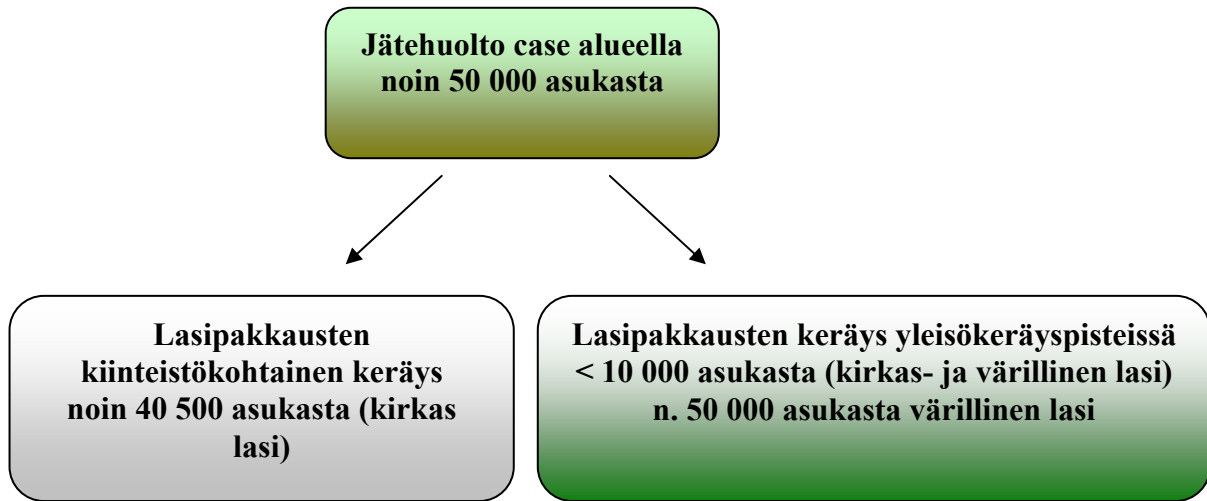 Jätehuolto case alueella
noin 50 000 asukasta
Lasipakkausten
kiinteistökohtainen keräys
noin 40 500 asukasta (kirkas
lasi)
Lasipakkausten keräys yleisökeräyspisteissä
< 10 000 asukasta (kirkas- ja värillinen lasi)
n. 50 000 asukasta värillinen lasi